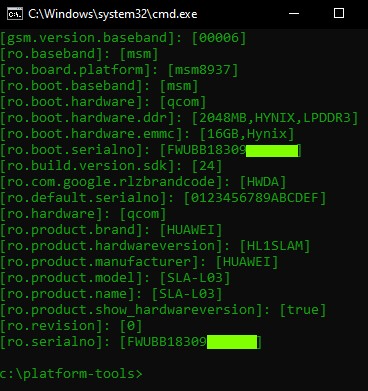 C:\Windows\system32\cmd.exe
[gsm.version.baseband]: [00006]
[ro.baseband]: [msm]
[ro.board.platform]: [msm8937]
[ro.boot.baseband]: [msm]
[ro.boot.hardware]: [qcom]
[ro.boot.hardware.ddr]: [2048MB,HYNIX,LPDDR3]
[ro.boot.hardware.emmc]: [16GB,Hynix]
[ro.boot.serialno]: [FWUBB18309 ]
[ro.build.version.sdk]: [24]
[ro.com.google.rlzbrandcode]: [HWDA]
[ro.default.serialno]: [0123456789ABCDEF]
[ro.hardware]: [qcom]
[ro.product.brand]: [HUAWEI]
[ro.product.hardwareversion]: [HL1SLAM]
[ro.product.manufacturer]: [HUAWEI]
[ro.product.model]: [SLA-L03]
[ro.product.name]: [SLA-L03]
[ro.product.show_hardwareversion]: [true]
[ro.revision]: [0]
[ro.serialno]: [FWUBB18309 ]
c:\platform-tools>